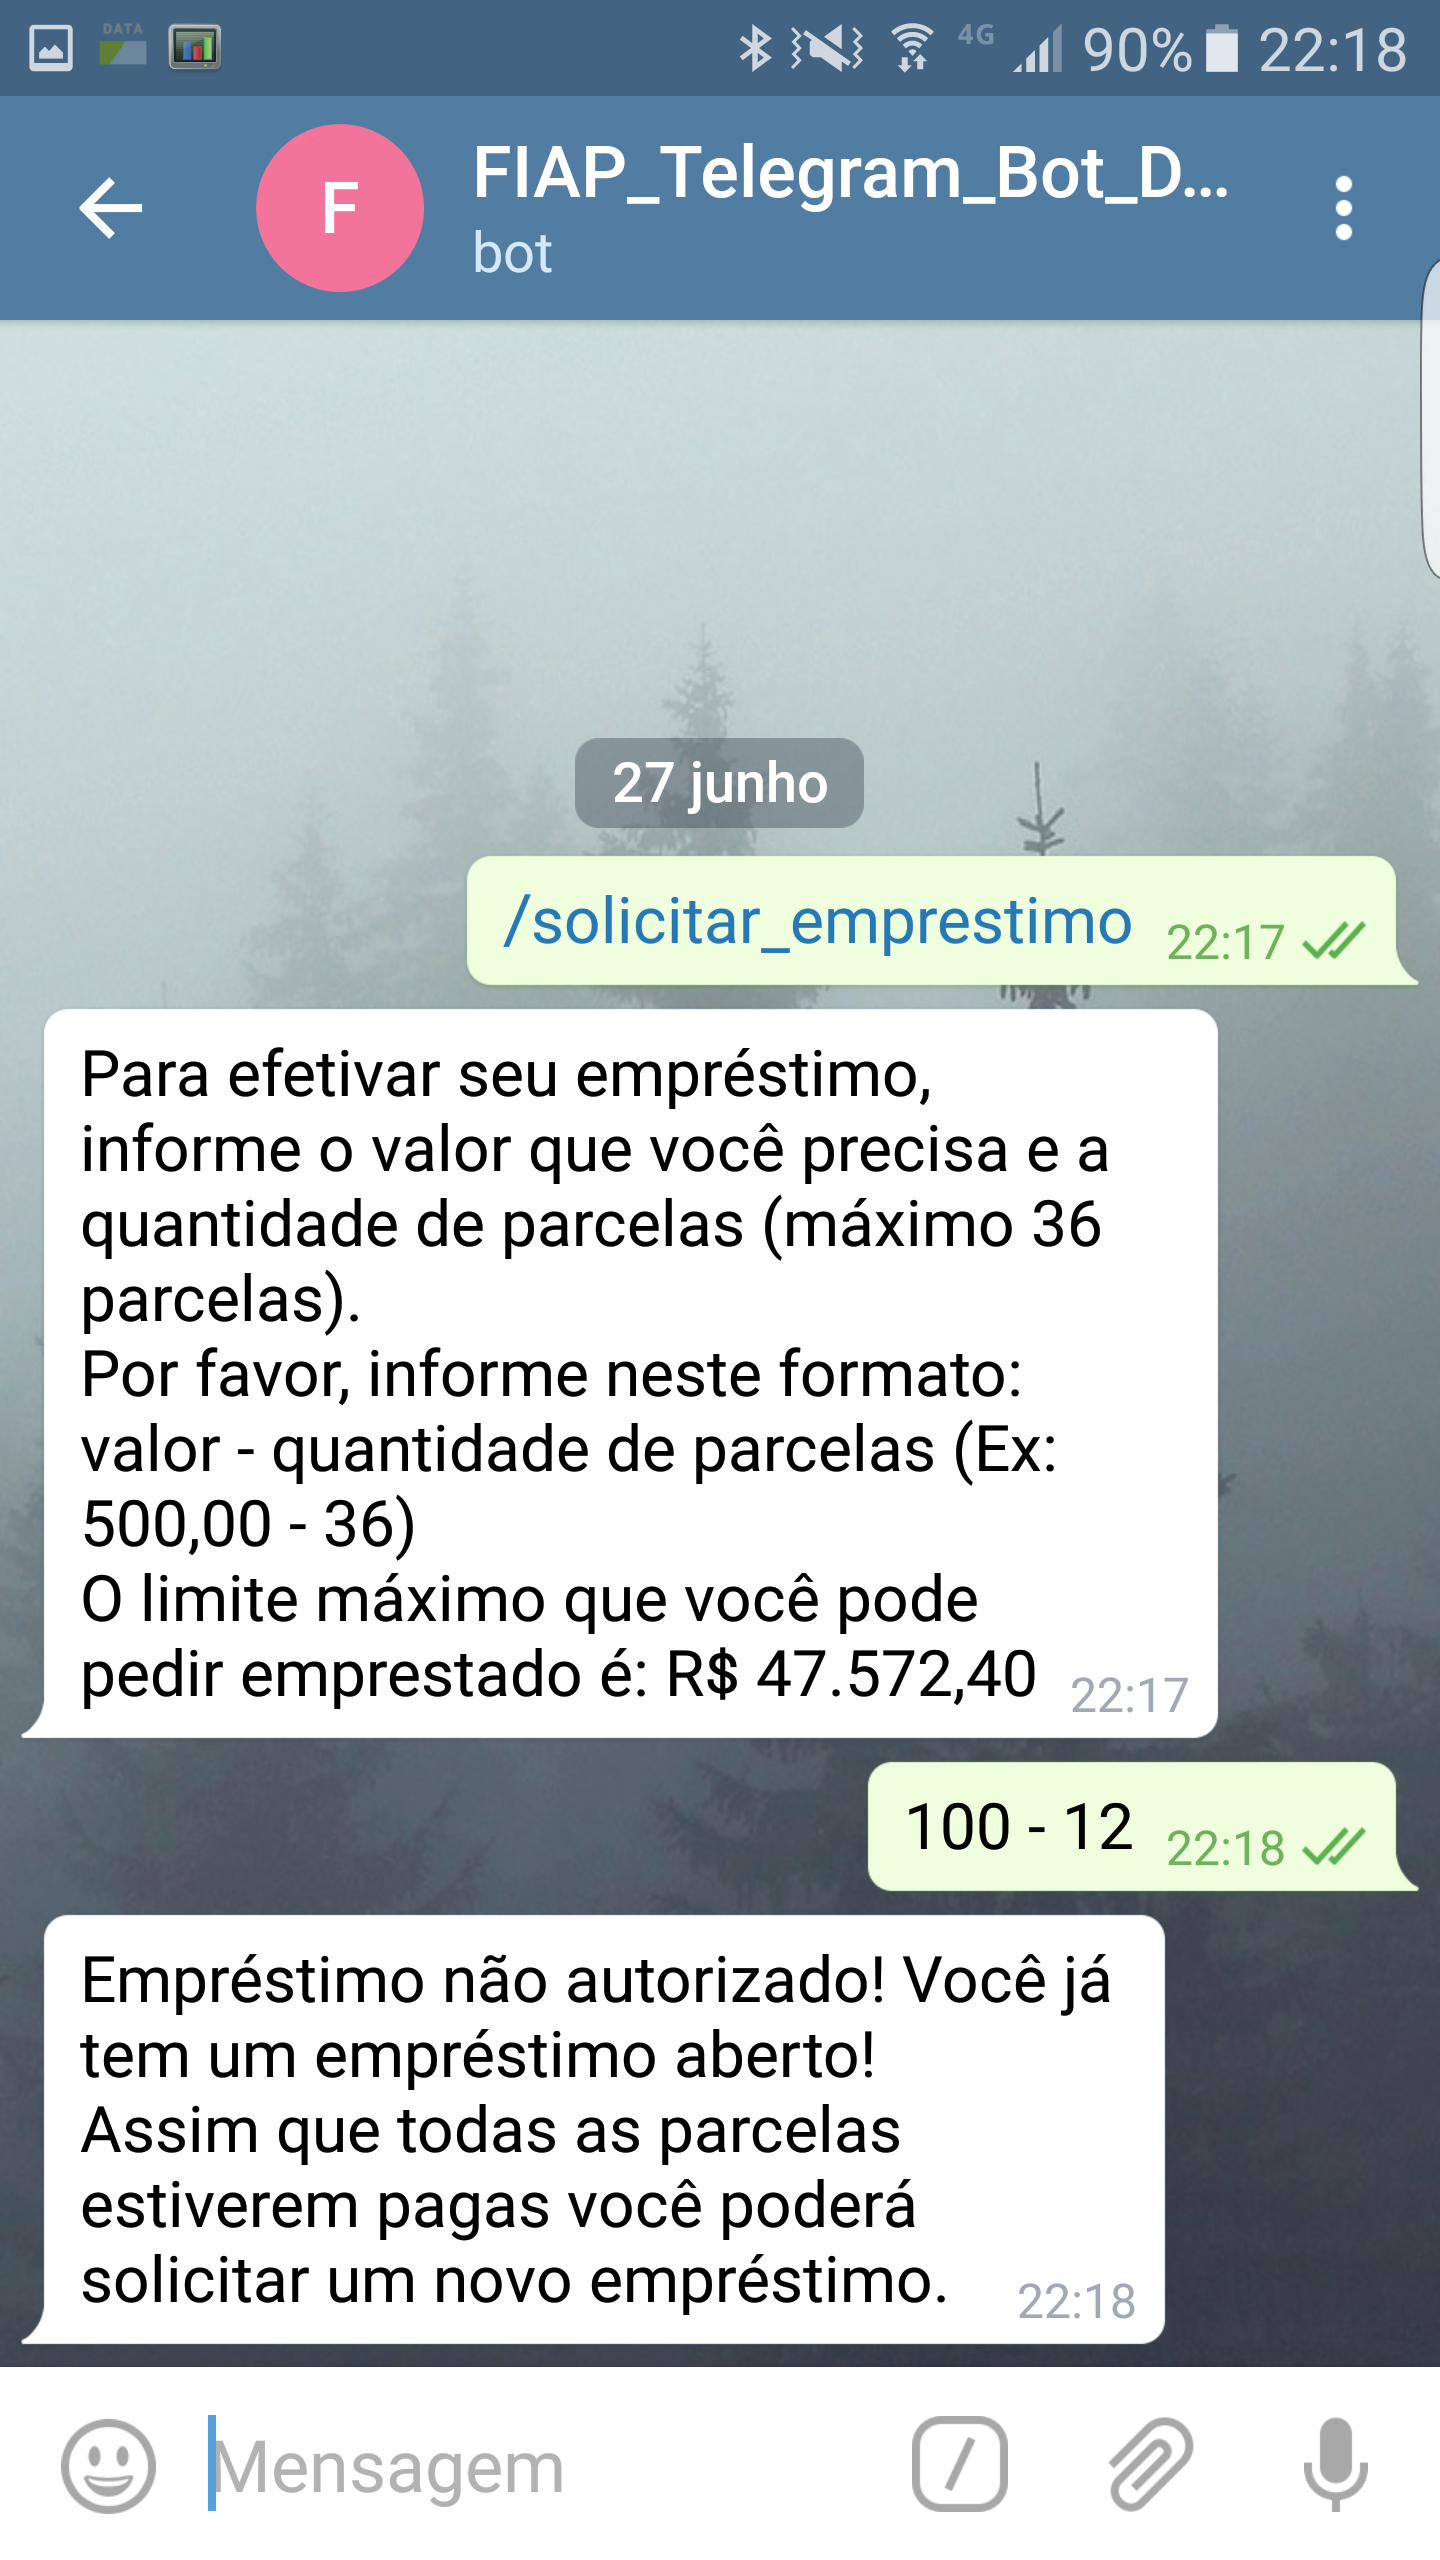 DATA
4G 90% 22:18
F
FIAP_Telegram_Bot_D...
bot
27 junho
/solicitar_emprestimo 22:17
Para efetivar seu empréstimo,
informe o valor que você precisa e a
quantidade de parcelas (máximo 36
parcelas).
Por favor, informe neste formato:
valor - quantidade de parcelas (Ex:
500,00 - 36)
O limite máximo que você pode
pedir emprestado é: R$ 47.572,40 22:17
100 - 12 22:18
Empréstimo não autorizado! Você já
tem um empréstimo aberto!
Assim que todas as parcelas
estiverem pagas você poderá
solicitar um novo empréstimo. 22:18
Mensagem